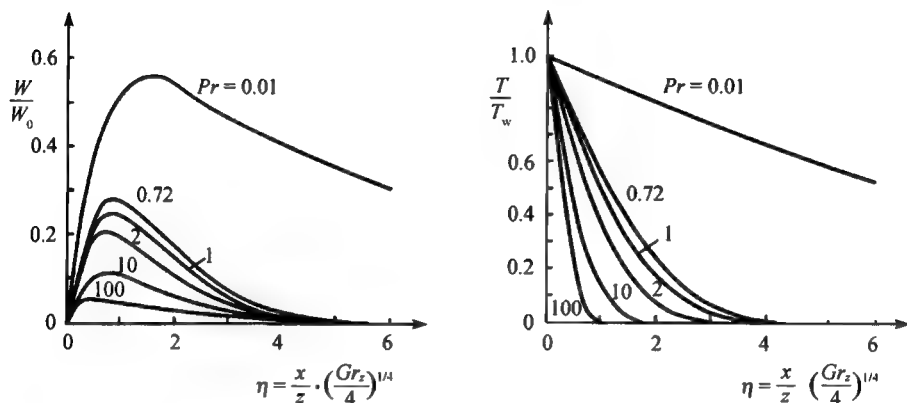 0.6
W/W₀
0.4
0.2
0
Pr = 0.01
0.72
1
2
10
100
0 2 4 6
η = x/z · (Gr_z/4)^{1/4}
1.0
T/T_w
0.8
0.6
0.4
0.2
0
Pr = 0.01
0.72
1
2
10
100
0 2 4 6
η = x/z (Gr_z/4)^{1/4}